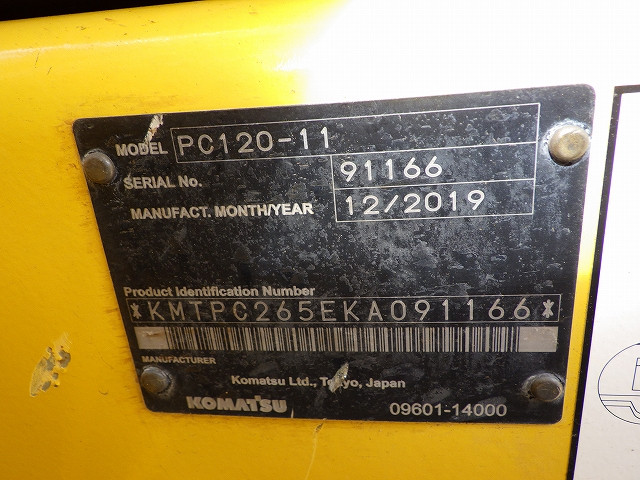 MODEL PC120-11
SERIAL No. 91166
MANUFACT. MONTH/YEAR 12/2019
Product Identification Number
*KMTPC265EKA091166*
MANUFACTURER
Komatsu Ltd., Tokyo, Japan
KOMATSU 09601-14000